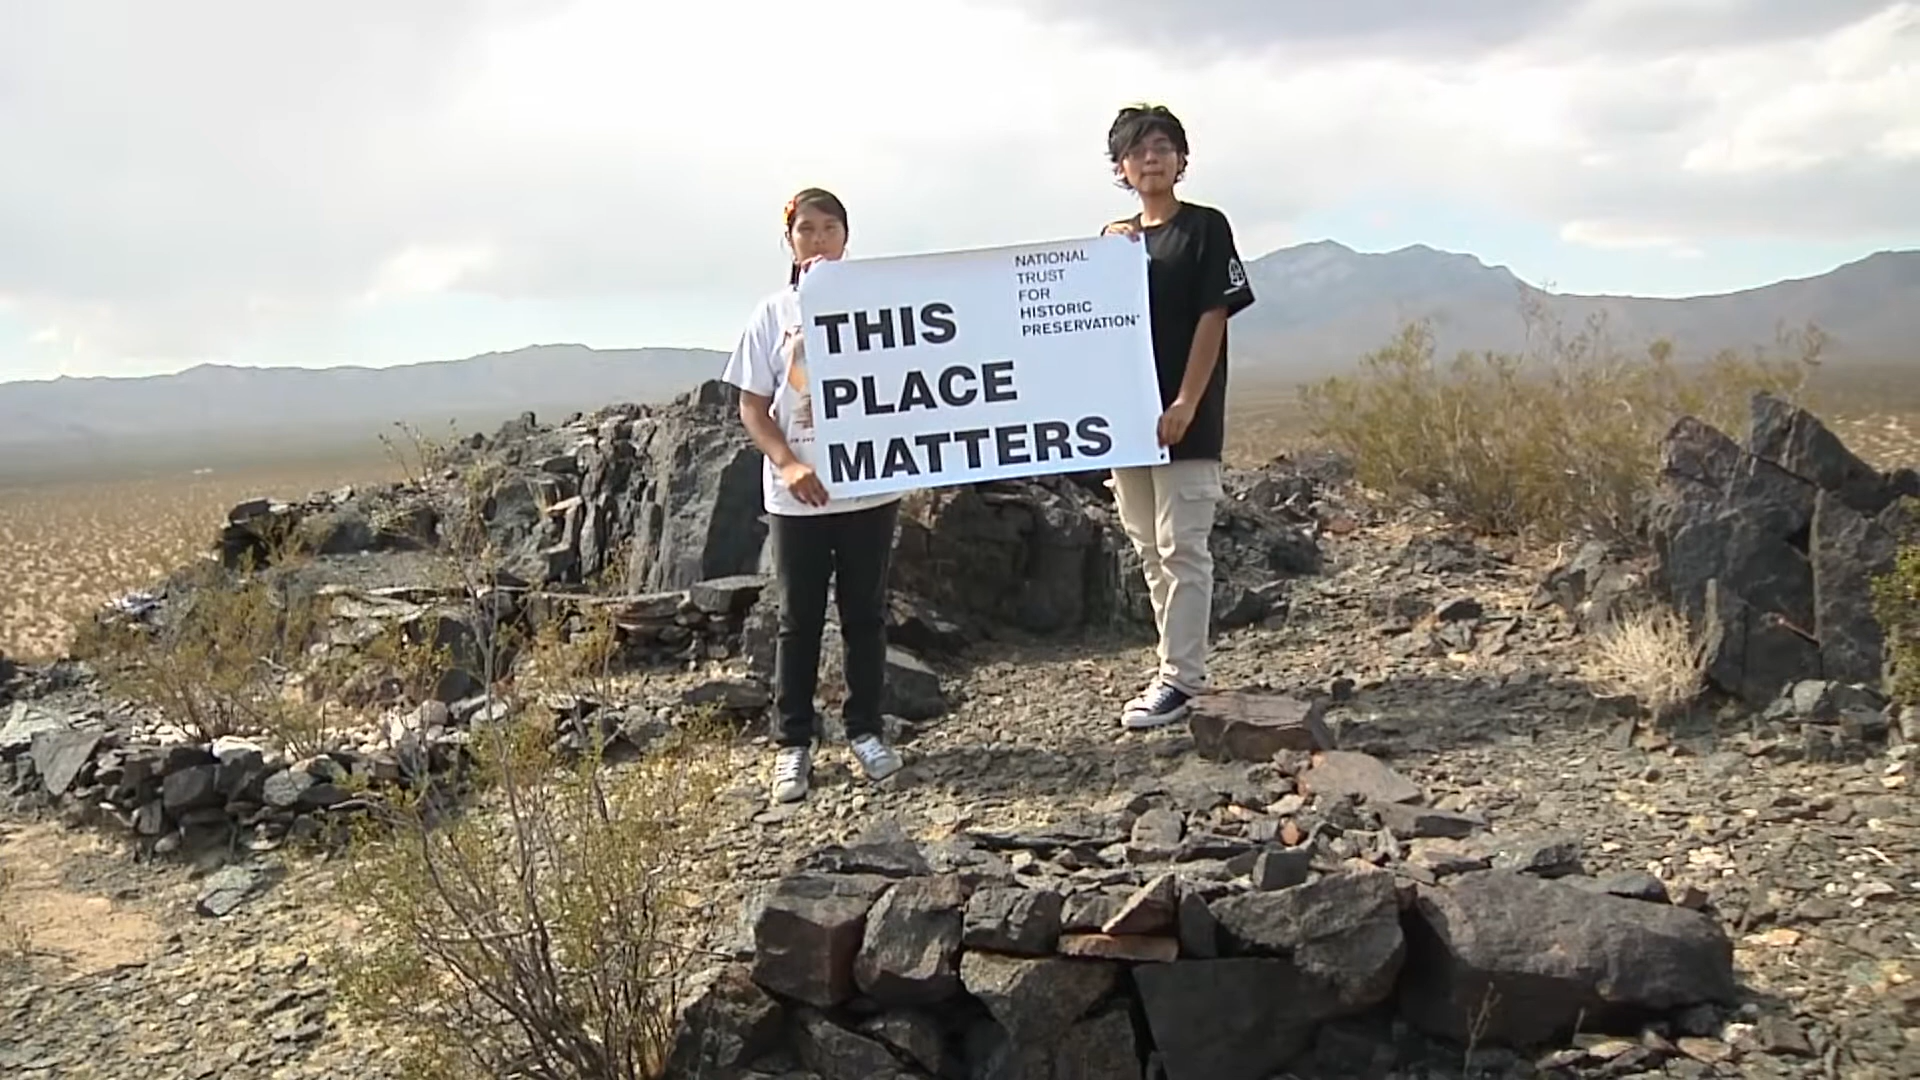 THIS
PLACE
MATTERS
NATIONAL
TRUST
FOR
HISTORIC
PRESERVATION®